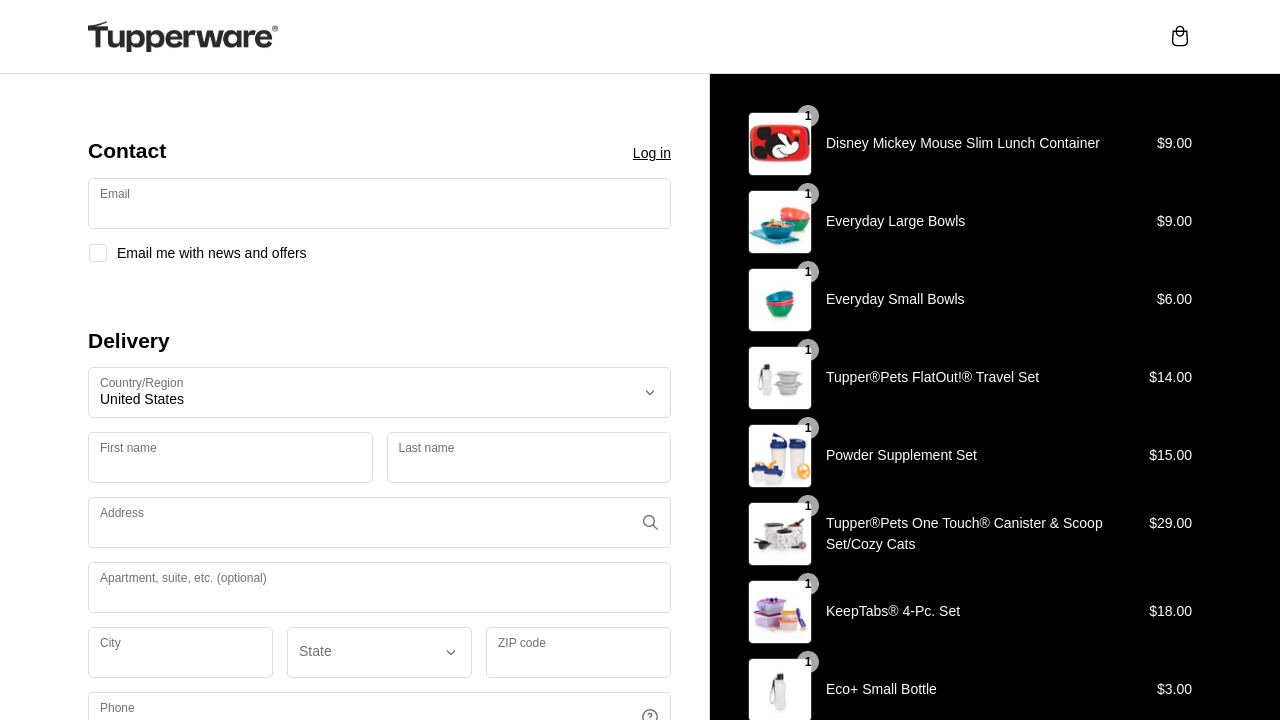 Tupperware®
Contact
Log in
Email
Email me with news and offers
Delivery
Country/Region
United States
First name
Last name
Address
Apartment, suite, etc. (optional)
City
State
ZIP code
Phone
1
Disney Mickey Mouse Slim Lunch Container
$9.00
1
Everyday Large Bowls
$9.00
1
Everyday Small Bowls
$6.00
1
Tupper®Pets FlatOut!® Travel Set
$14.00
1
Powder Supplement Set
$15.00
1
Tupper®Pets One Touch® Canister & Scoop
Set/Cozy Cats
$29.00
1
KeepTabs® 4-Pc. Set
$18.00
1
Eco+ Small Bottle
$3.00